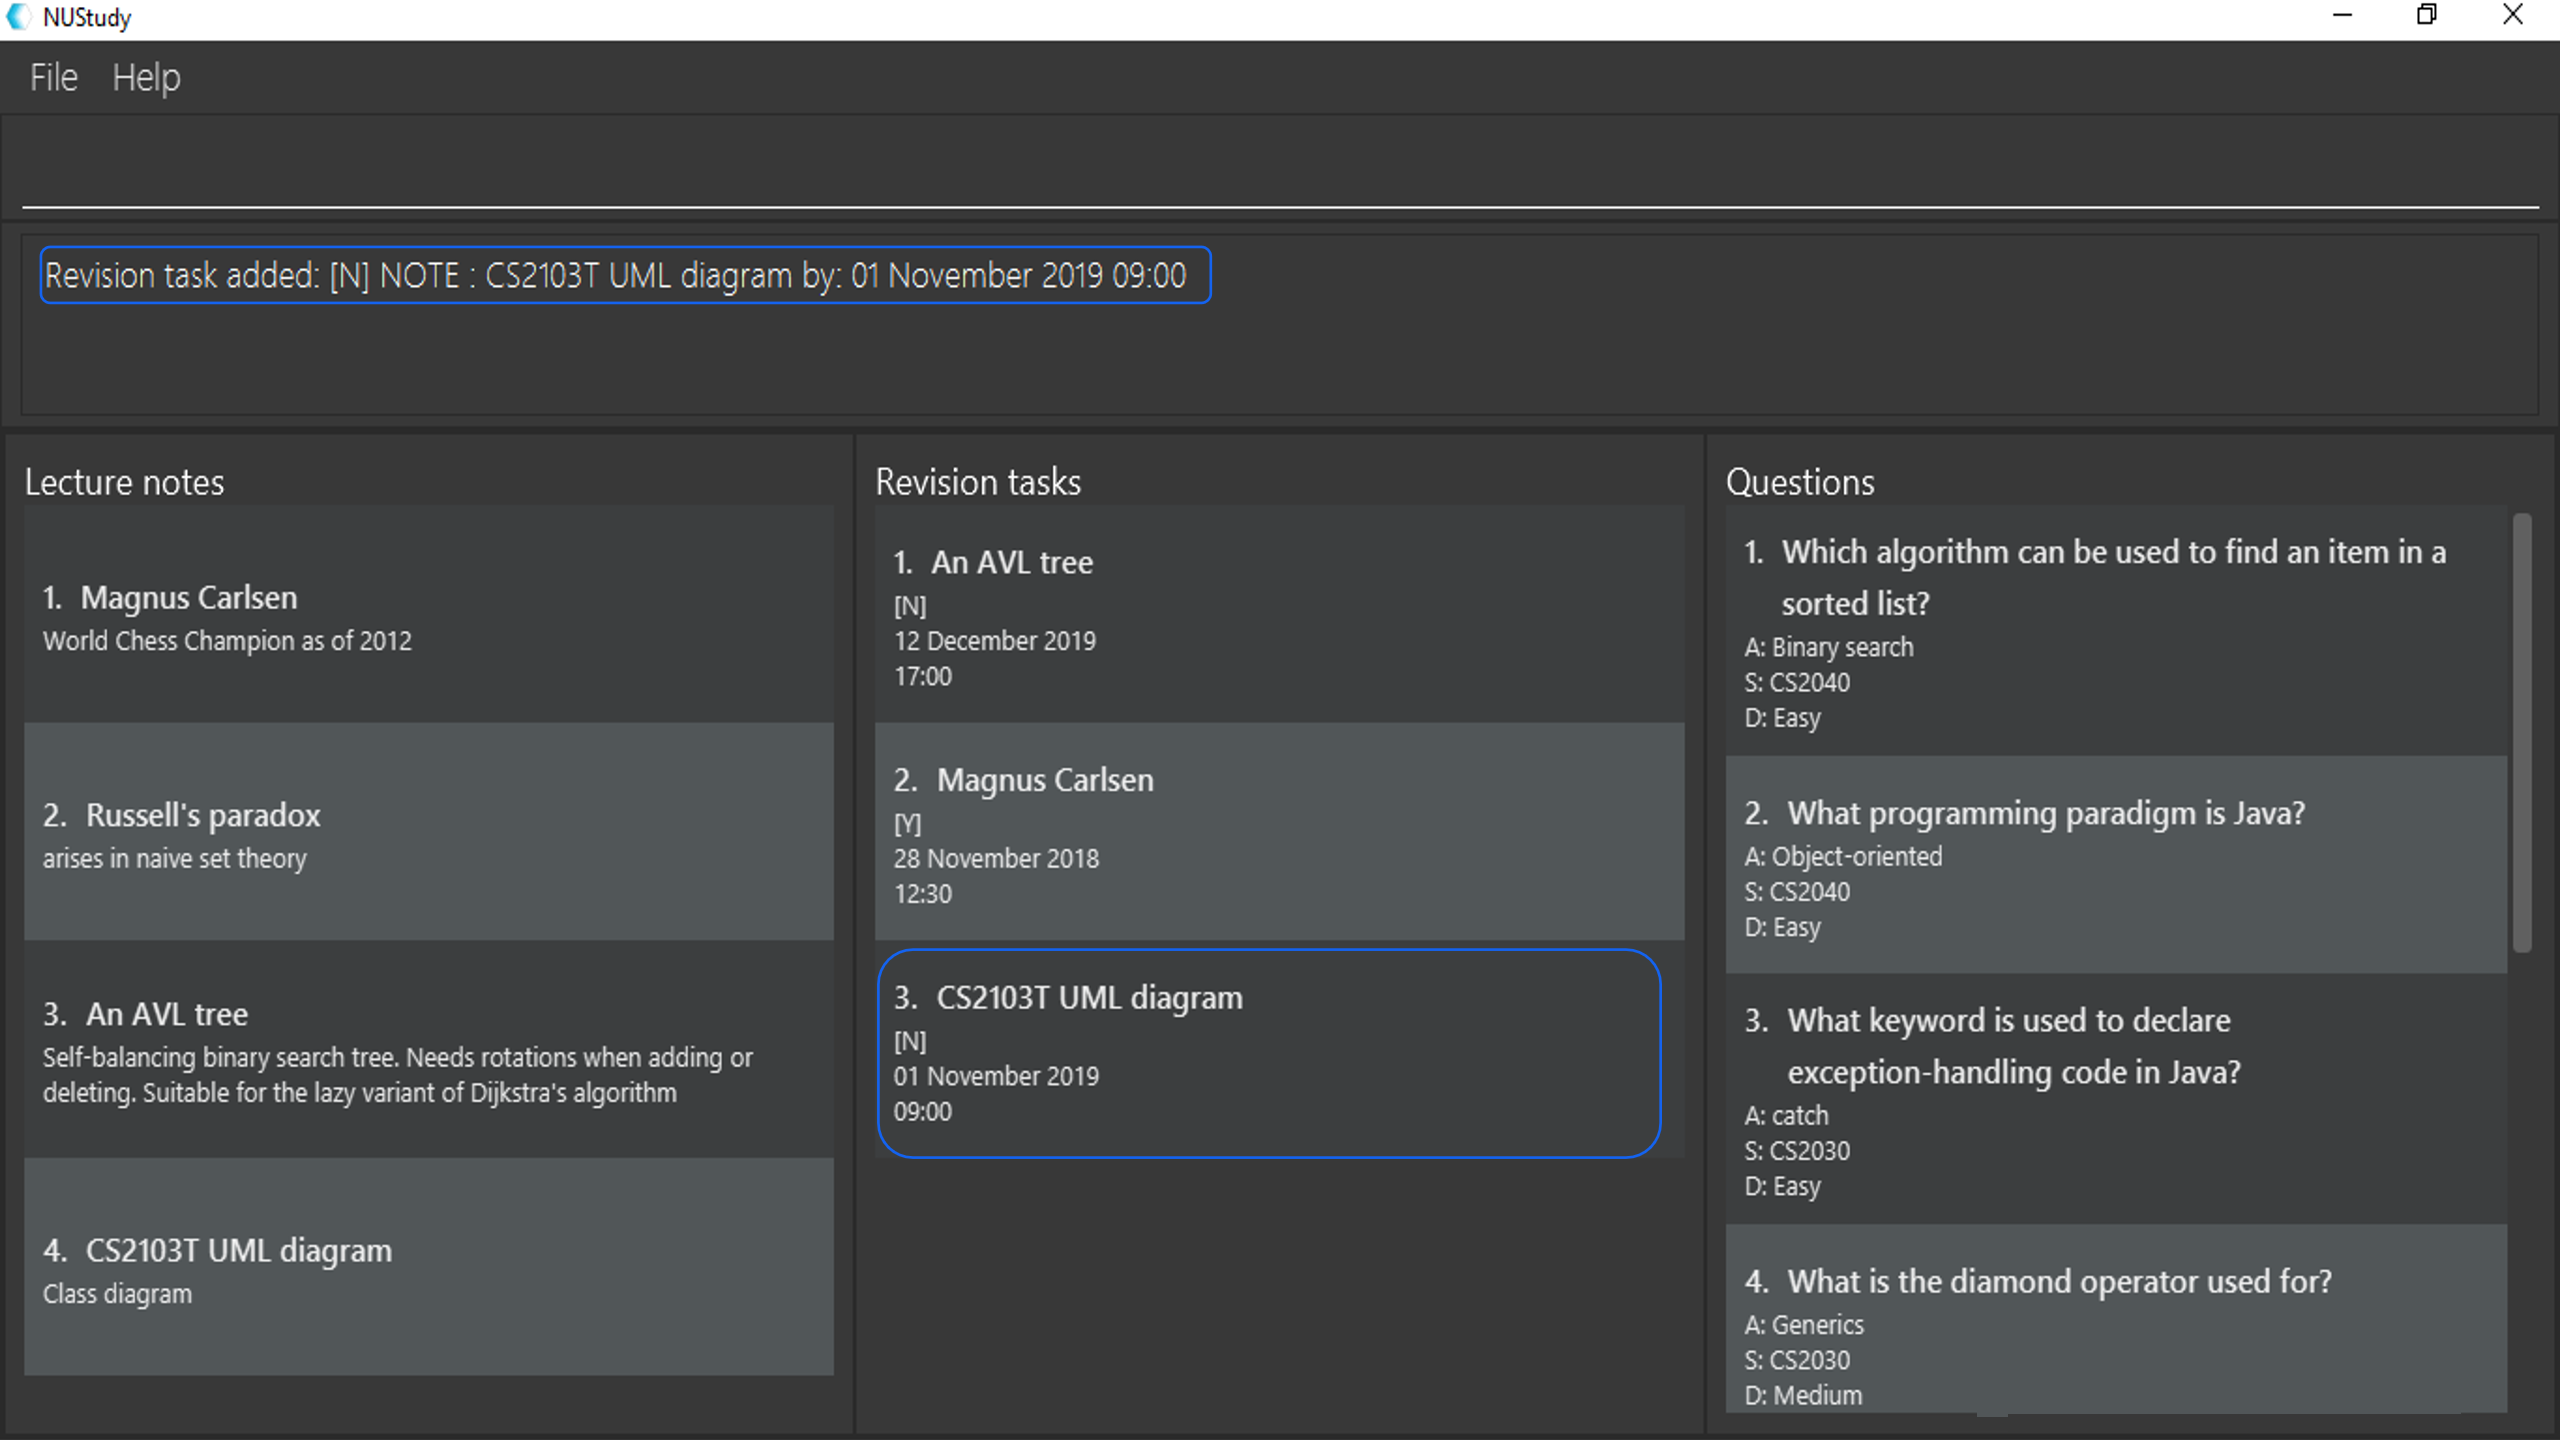 NUStudy
File Help
Revision task added: [N] NOTE : CS2103T UML diagram by: 01 November 2019 09:00
Lecture notes
1. Magnus Carlsen
World Chess Champion as of 2012
2. Russell's paradox
arises in naive set theory
3. An AVL tree
Self-balancing binary search tree. Needs rotations when adding or
deleting. Suitable for the lazy variant of Dijkstra's algorithm
4. CS2103T UML diagram
Class diagram
Revision tasks
1. An AVL tree
[N]
12 December 2019
17:00
2. Magnus Carlsen
[Y]
28 November 2018
12:30
3. CS2103T UML diagram
[N]
01 November 2019
09:00
Questions
1. Which algorithm can be used to find an item in a
sorted list?
A: Binary search
S: CS2040
D: Easy
2. What programming paradigm is Java?
A: Object-oriented
S: CS2040
D: Easy
3. What keyword is used to declare
exception-handling code in Java?
A: catch
S: CS2030
D: Easy
4. What is the diamond operator used for?
A: Generics
S: CS2030
D: Medium